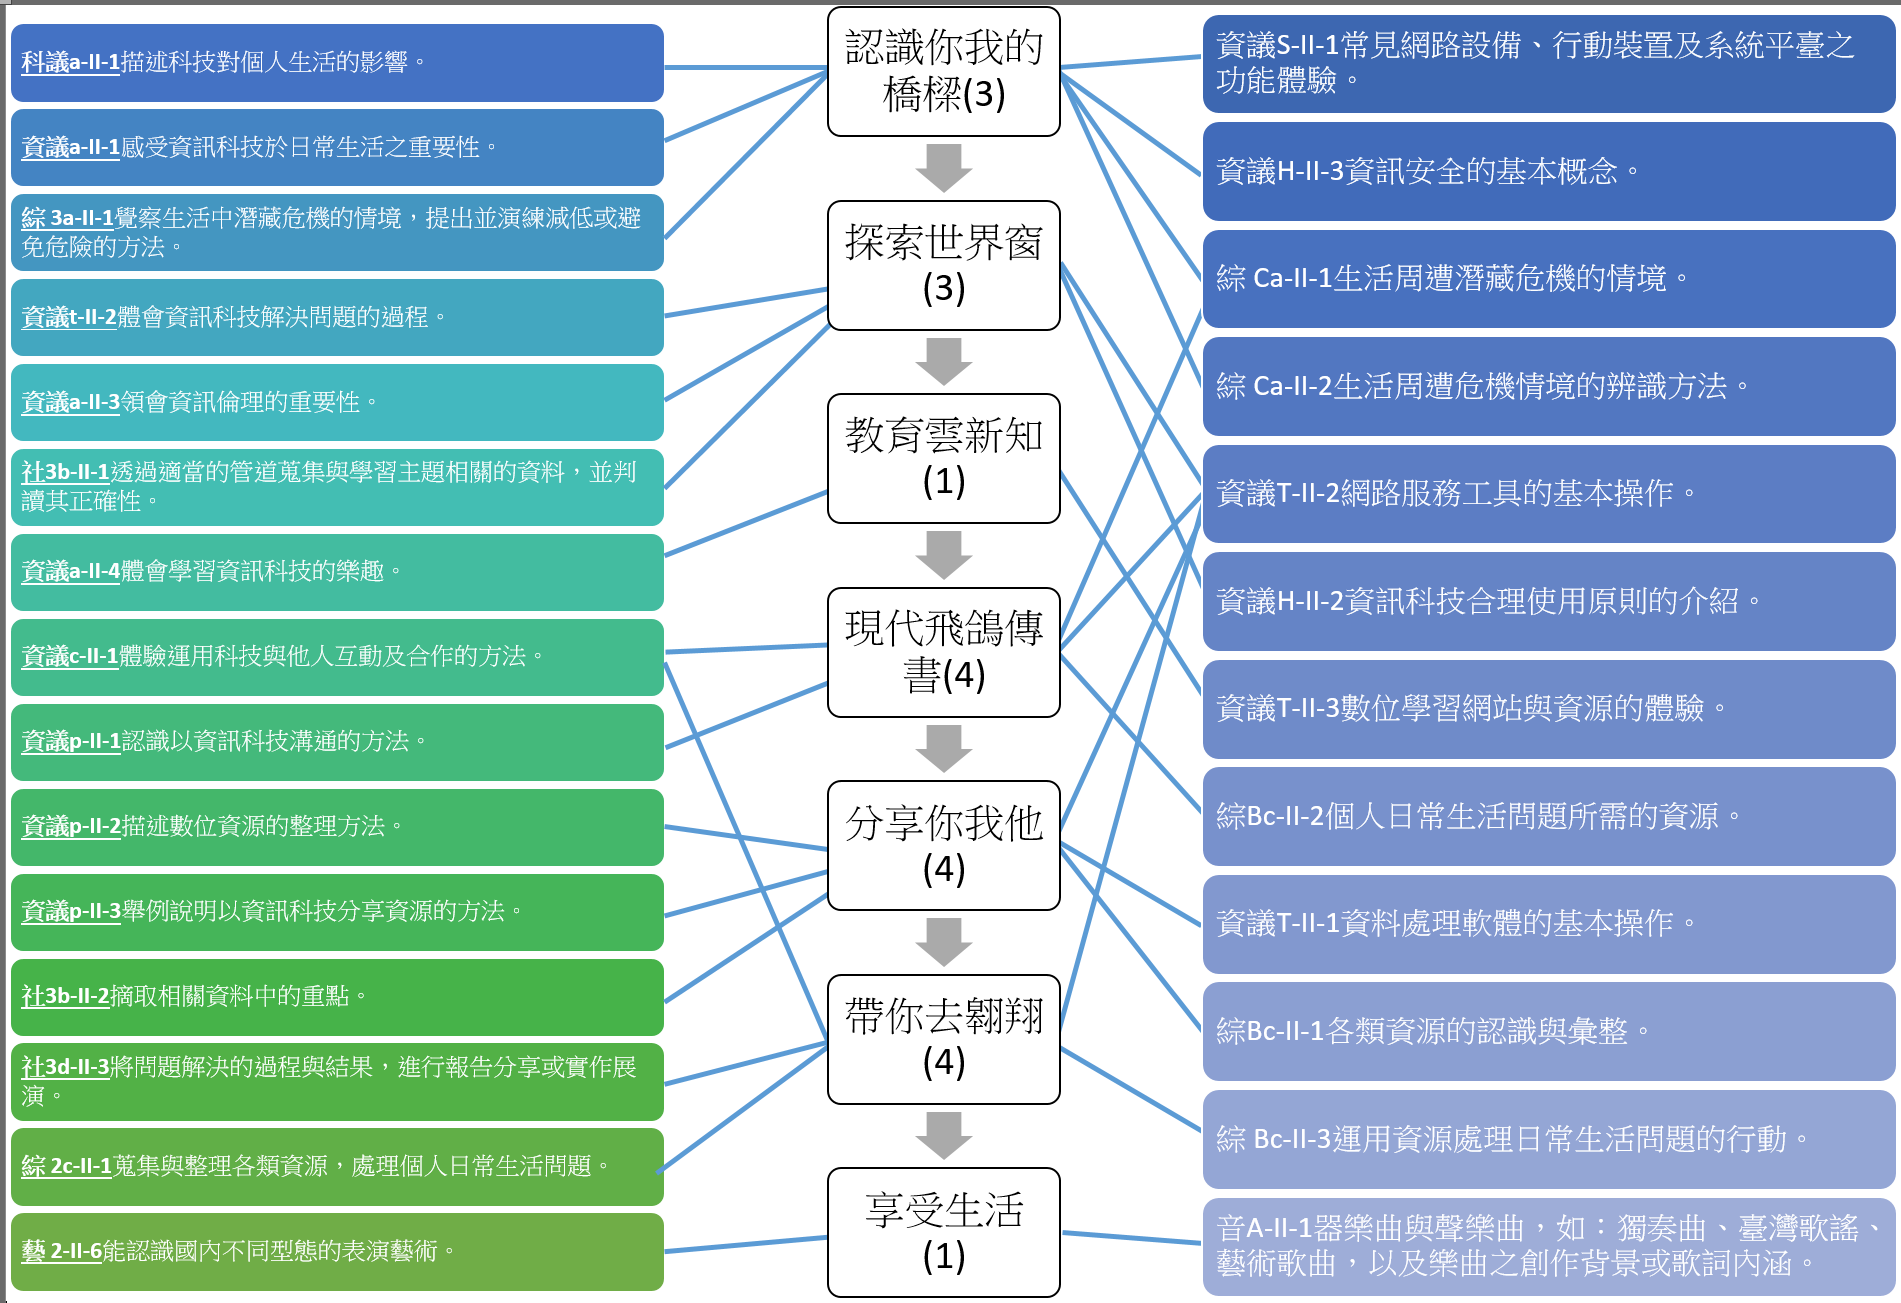 科議a-II-1描述科技對個人生活的影響。
資議a-II-1感受資訊科技於日常生活之重要性。
綜 3a-II-1覺察生活中潛藏危機的情境，提出並演練減低或避
免危險的方法。
資議t-II-2體會資訊科技解決問題的過程。
資議a-II-3領會資訊倫理的重要性。
社3b-II-1透過適當的管道蒐集與學習主題相關的資料，並判
讀其正確性。
資議a-II-4體會學習資訊科技的樂趣。
資議c-II-1體驗運用科技與他人互動及合作的方法。
資議p-II-1認識以資訊科技溝通的方法。
資議p-II-2描述數位資源的整理方法。
資議p-II-3舉例說明以資訊科技分享資源的方法。
社3b-II-2摘取相關資料中的重點。
社3d-II-3將問題解決的過程與結果，進行報告分享或實作展
演。
綜 2c-II-1蒐集與整理各類資源，處理個人日常生活問題。
藝 2-II-6能認識國內不同型態的表演藝術。
認識你我的
橋樑(3)
探索世界窗
(3)
教育雲新知
(1)
現代飛鴿傳
書(4)
分享你我他
(4)
帶你去翱翔
(4)
享受生活
(1)
資議S-II-1常見網路設備、行動裝置及系統平臺之
功能體驗。
資議H-II-3資訊安全的基本概念。
綜 Ca-II-1生活周遭潛藏危機的情境。
綜 Ca-II-2生活周遭危機情境的辨識方法。
資議T-II-2網路服務工具的基本操作。
資議H-II-2資訊科技合理使用原則的介紹。
資議T-II-3數位學習網站與資源的體驗。
綜Bc-II-2個人日常生活問題所需的資源。
資議T-II-1資料處理軟體的基本操作。
綜Bc-II-1各類資源的認識與彙整。
綜 Bc-II-3運用資源處理日常生活問題的行動。
音A-II-1器樂曲與聲樂曲，如：獨奏曲、臺灣歌謠、
藝術歌曲，以及樂曲之創作背景或歌詞內涵。